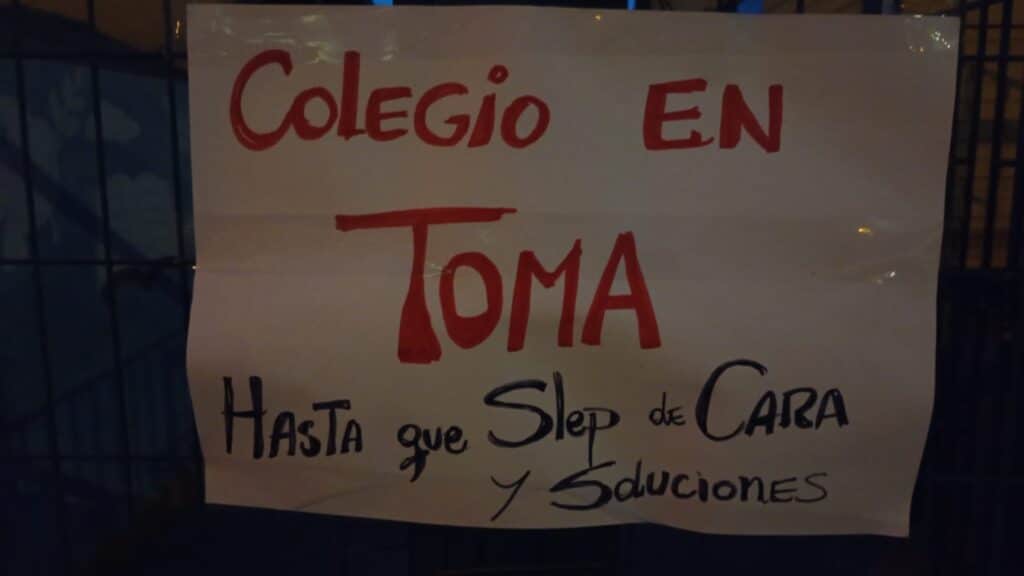 COLEGIO EN
TOMA
HASTA que Slep de CARA
y SoLuciones